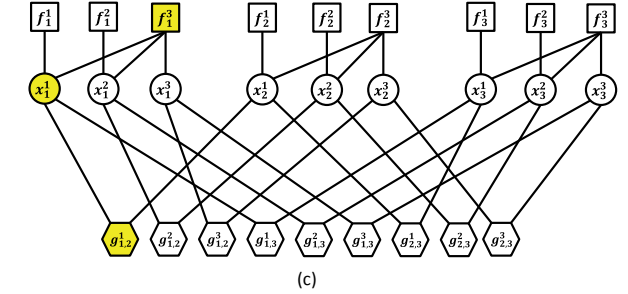 f_1^1 f_1^2 f_1^3 f_2^1 f_2^2 f_2^3 f_3^1 f_3^2 f_3^3
x_1^1 x_1^2 x_1^3 x_2^1 x_2^2 x_2^3 x_3^1 x_3^2 x_3^3
g_{1,2}^1 g_{1,2}^2 g_{1,2}^3 g_{1,3}^1 g_{1,3}^2 g_{1,3}^3 g_{2,3}^1 g_{2,3}^2 g_{2,3}^3
(c)